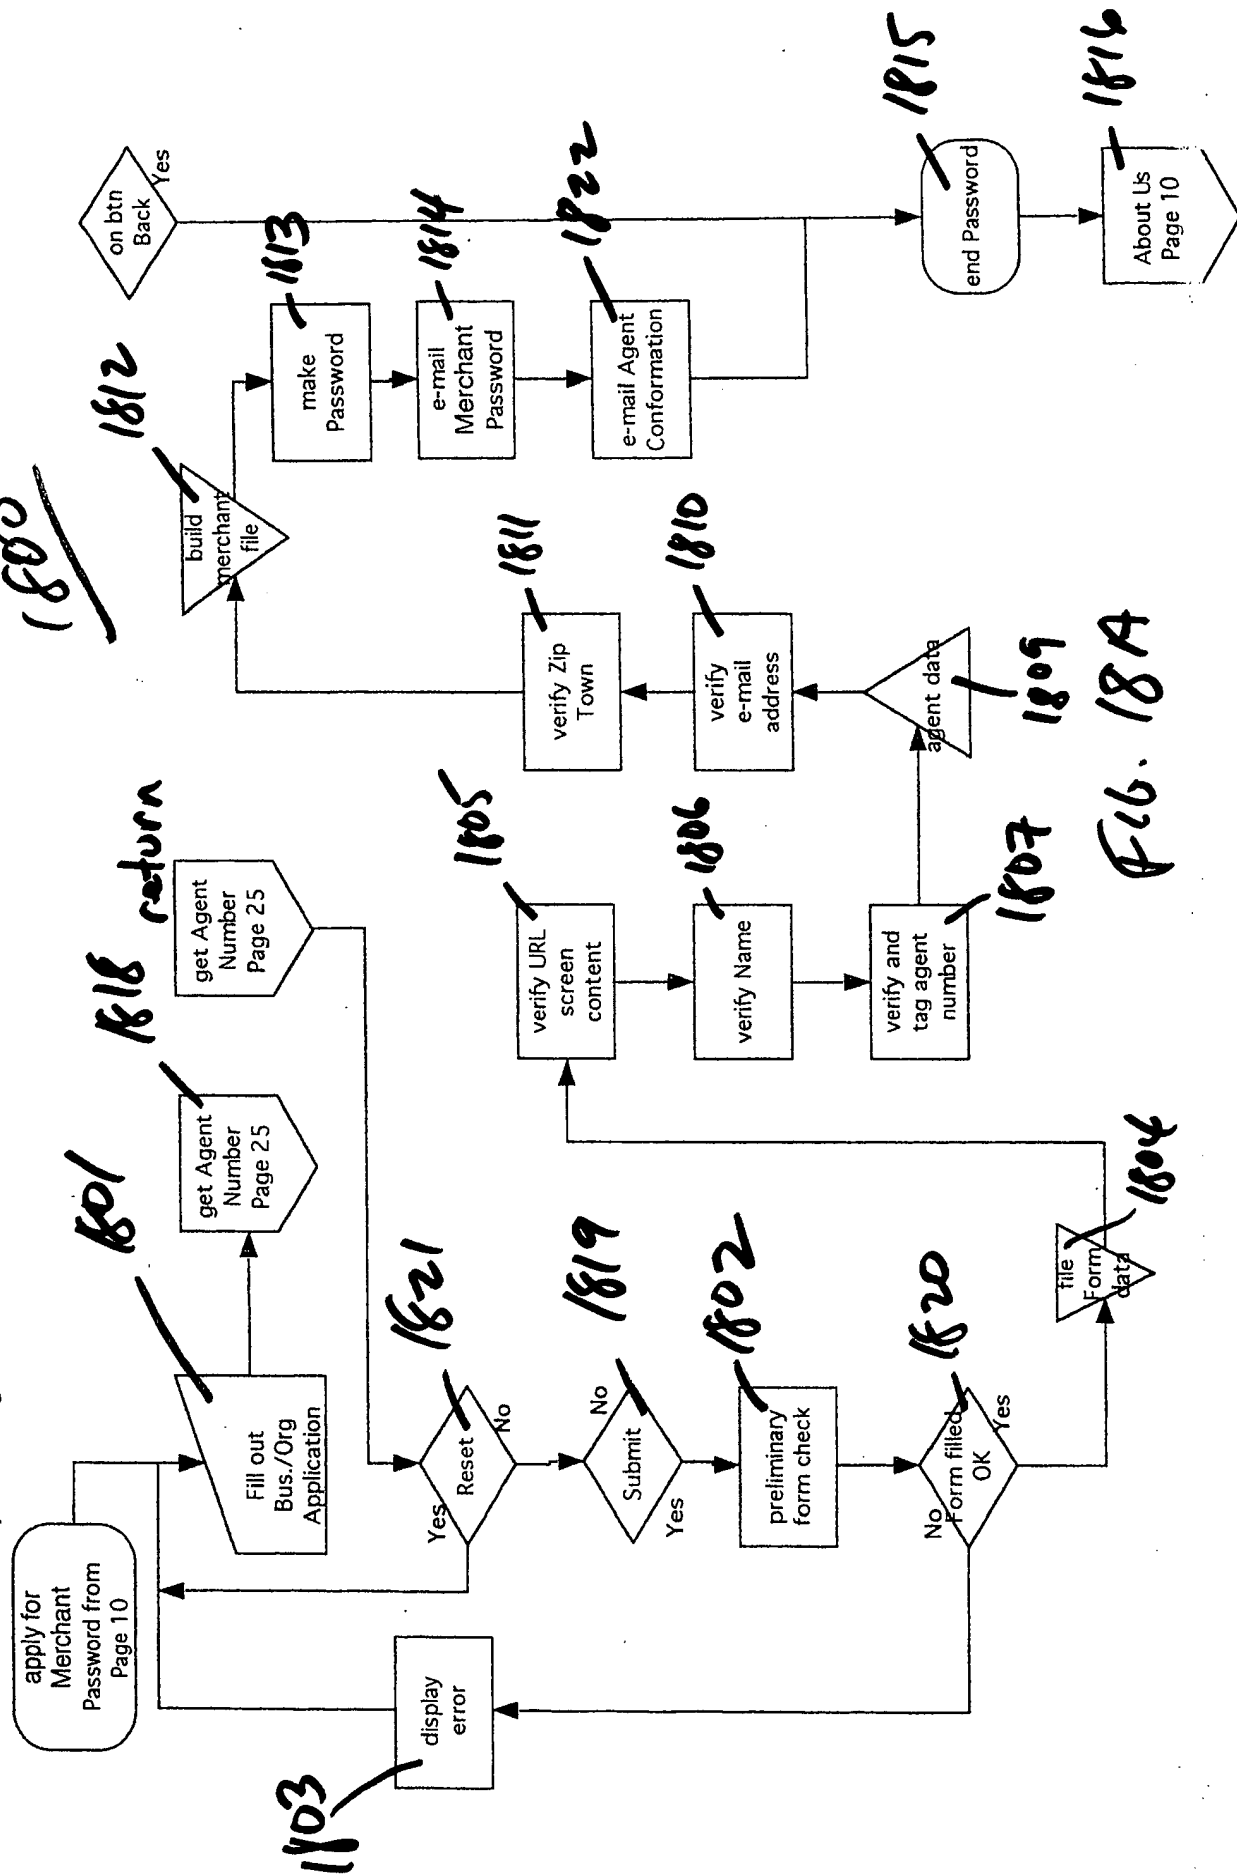 1800
apply for
Merchant
Password from
Page 10
1801
Fill out
Bus./Org
Application
1818
get Agent
Number
Page 25
return
get Agent
Number
Page 25
1821
Reset
Yes
No
1819
Submit
No
Yes
1802
preliminary
form check
1820
Form filled
OK
No
Yes
1803
display
error
1804
file
Form
data
1805
verify URL
screen
content
1806
verify Name
1807
verify and
tag agent
number
1809
agent data
1810
verify
e-mail
address
1811
verify Zip
Town
1812
build
merchant
file
1813
make
Password
1814
e-mail
Merchant
Password
1822
e-mail Agent
Conformation
on btn
Back
Yes
1815
end Password
1816
About Us
Page 10
FIG. 18A